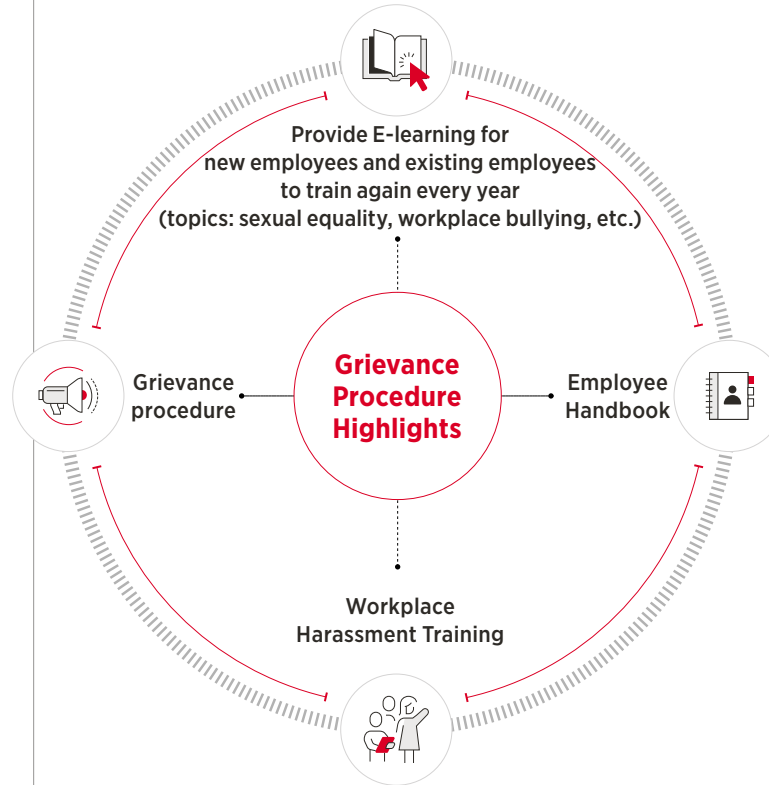 Provide E-learning for
new employees and existing employees
to train again every year
(topics: sexual equality, workplace bullying, etc.)
Grievance
procedure
Grievance
Procedure
Highlights
Employee
Handbook
Workplace
Harassment Training